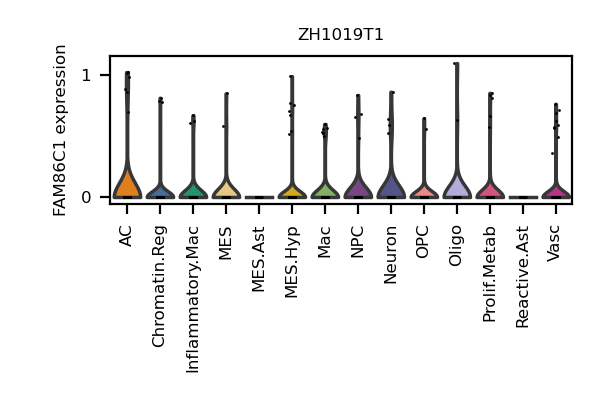 ZH1019T1
FAM86C1 expression
1
0
AC
Chromatin.Reg
Inflammatory.Mac
MES
MES.Ast
MES.Hyp
Mac
NPC
Neuron
OPC
Oligo
Prolif.Metab
Reactive.Ast
Vasc